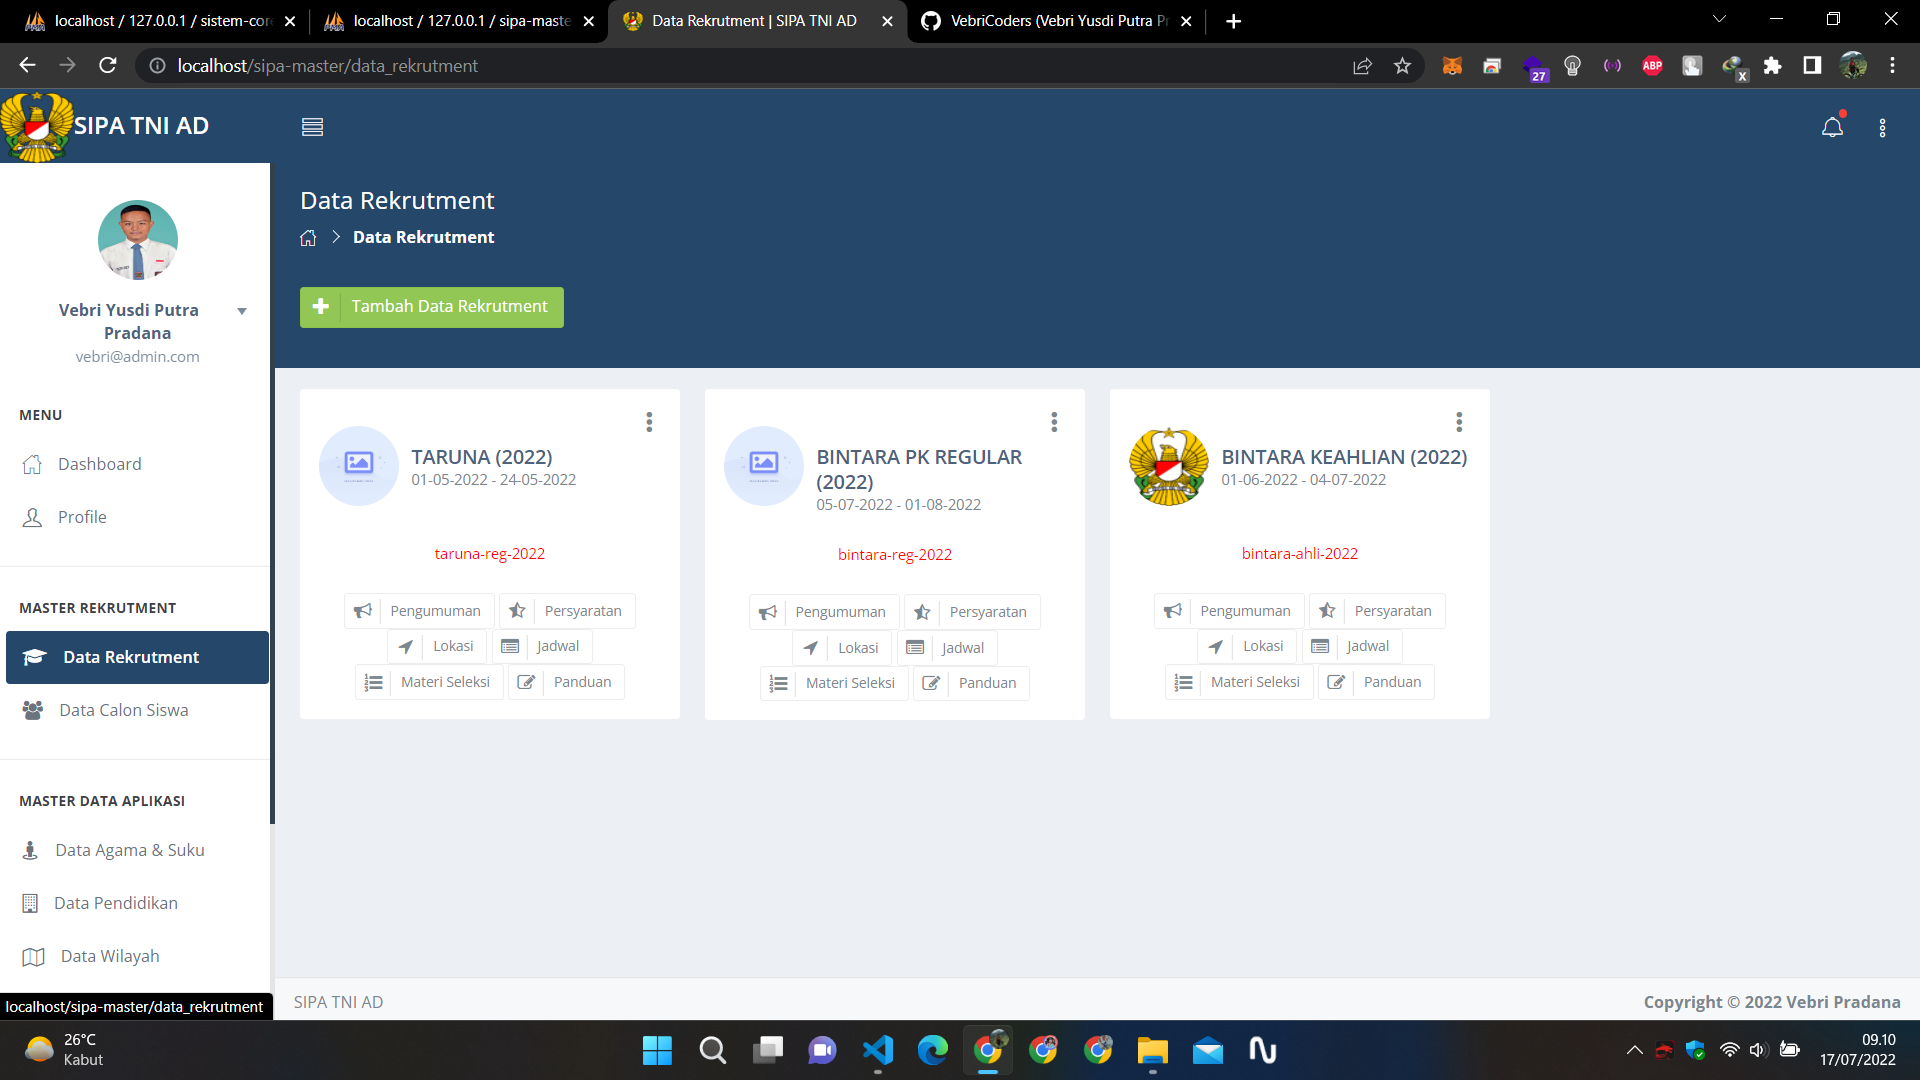 localhost / 127.0.0.1 / sistem-cor
localhost / 127.0.0.1 / sipa-maste
Data Rekrutment | SIPA TNI AD
VebriCoders (Vebri Yusdi Putra Pr
localhost/sipa-master/data_rekrutment
27
ABP
X
SIPA TNI AD
Data Rekrutment
Data Rekrutment
Tambah Data Rekrutment
Vebri Yusdi Putra
Pradana
vebri@admin.com
MENU
Dashboard
Profile
MASTER REKRUTMENT
Data Rekrutment
Data Calon Siswa
MASTER DATA APLIKASI
Data Agama & Suku
Data Pendidikan
Data Wilayah
TARUNA (2022)
01-05-2022 - 24-05-2022
taruna-reg-2022
Pengumuman
Persyaratan
Lokasi
Jadwal
Materi Seleksi
Panduan
BINTARA PK REGULAR
(2022)
05-07-2022 - 01-08-2022
bintara-reg-2022
Pengumuman
Persyaratan
Lokasi
Jadwal
Materi Seleksi
Panduan
BINTARA KEAHLIAN (2022)
01-06-2022 - 04-07-2022
bintara-ahli-2022
Pengumuman
Persyaratan
Lokasi
Jadwal
Materi Seleksi
Panduan
localhost/sipa-master/data_rekrutment
SIPA TNI AD
Copyright © 2022 Vebri Pradana
26°C
Kabut
09.10
17/07/2022